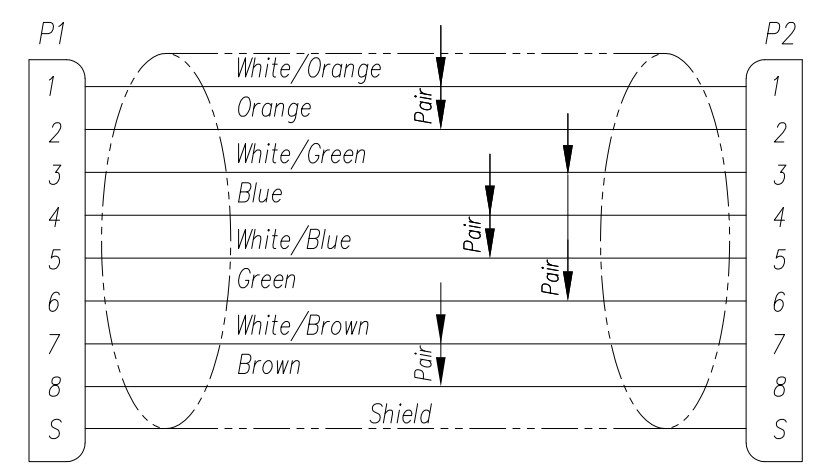 P1 P2
White/Orange
1 1
Orange
Pair
2 2
White/Green
3 3
Blue
4 4
White/Blue
Pair
5 5
Green
Pair
6 6
White/Brown
7 7
Brown
Pair
8 8
Shield
S S